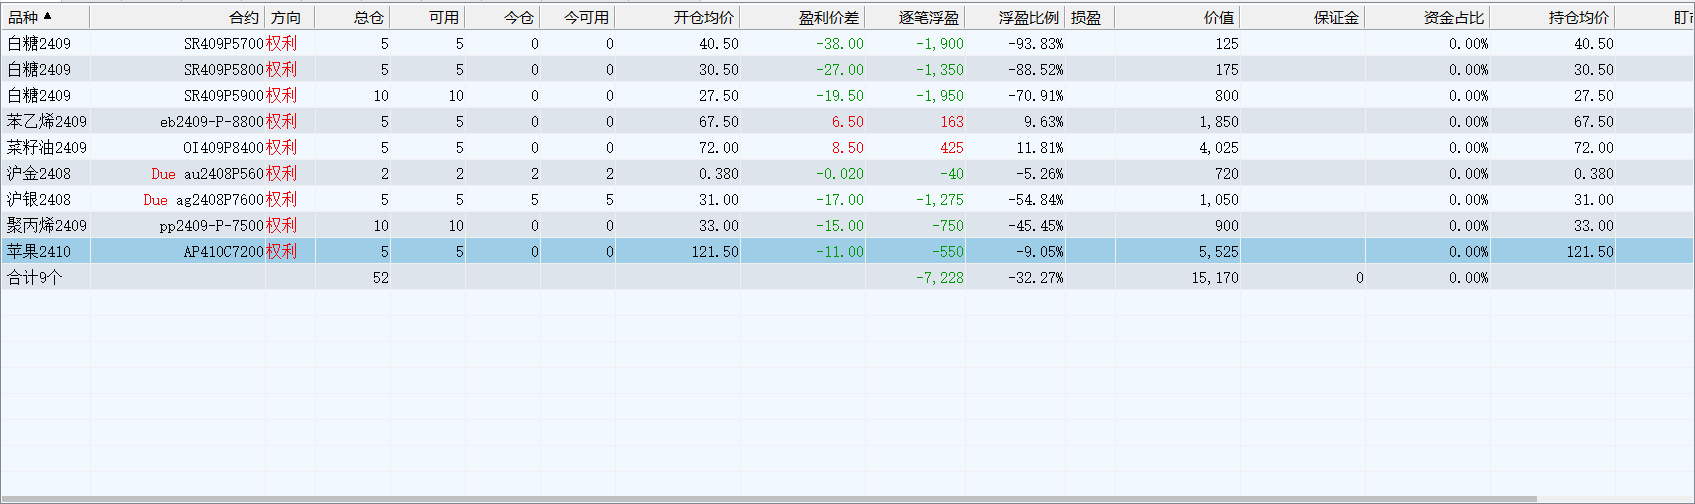 品种 ▲ 合约 方向 总仓 可用 今仓 今可用 开仓均价 盈利价差 逐笔浮盈 浮盈比例 损盈 价值 保证金 资金占比 持仓均价
白糖2409 SR409P5700 权利 5 5 0 0 40.50 -38.00 -1,900 -93.83% 125 0.00% 40.50
白糖2409 SR409P5800 权利 5 5 0 0 30.50 -27.00 -1,350 -88.52% 175 0.00% 30.50
白糖2409 SR409P5900 权利 10 10 0 0 27.50 -19.50 -1,950 -70.91% 800 0.00% 27.50
苯乙烯2409 eb2409-P-8800 权利 5 5 0 0 67.50 6.50 163 9.63% 1,850 0.00% 67.50
菜籽油2409 OI409P8400 权利 5 5 0 0 72.00 8.50 425 11.81% 4,025 0.00% 72.00
沪金2408 Due au2408P560 权利 2 2 2 2 0.380 -0.020 -40 -5.26% 720 0.00% 0.380
沪银2408 Due ag2408P7600 权利 5 5 5 5 31.00 -17.00 -1,275 -54.84% 1,050 0.00% 31.00
聚丙烯2409 pp2409-P-7500 权利 10 10 0 0 33.00 -15.00 -750 -45.45% 900 0.00% 33.00
苹果2410 AP410C7200 权利 5 5 0 0 121.50 -11.00 -550 -9.05% 5,525 0.00% 121.50
合计9个 52 -7,228 -32.27% 15,170 0 0.00%